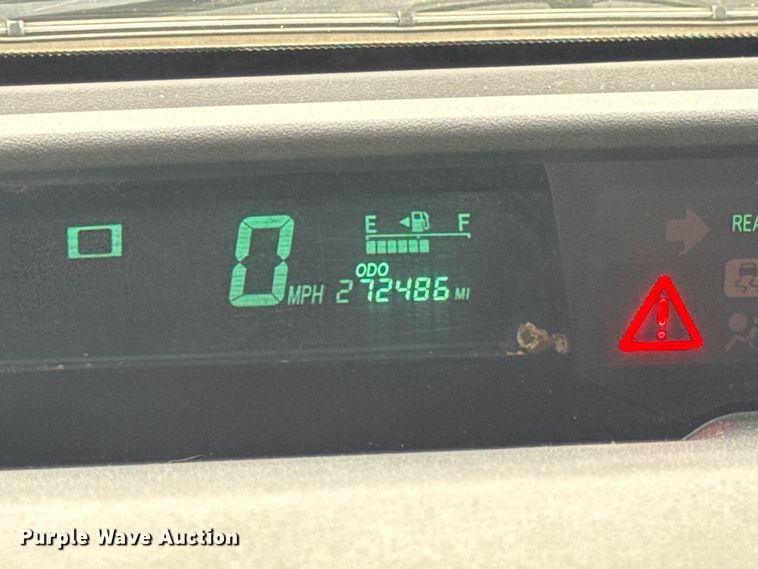 E F
0 MPH
ODO
272486 MI
REA
Purple Wave Auction